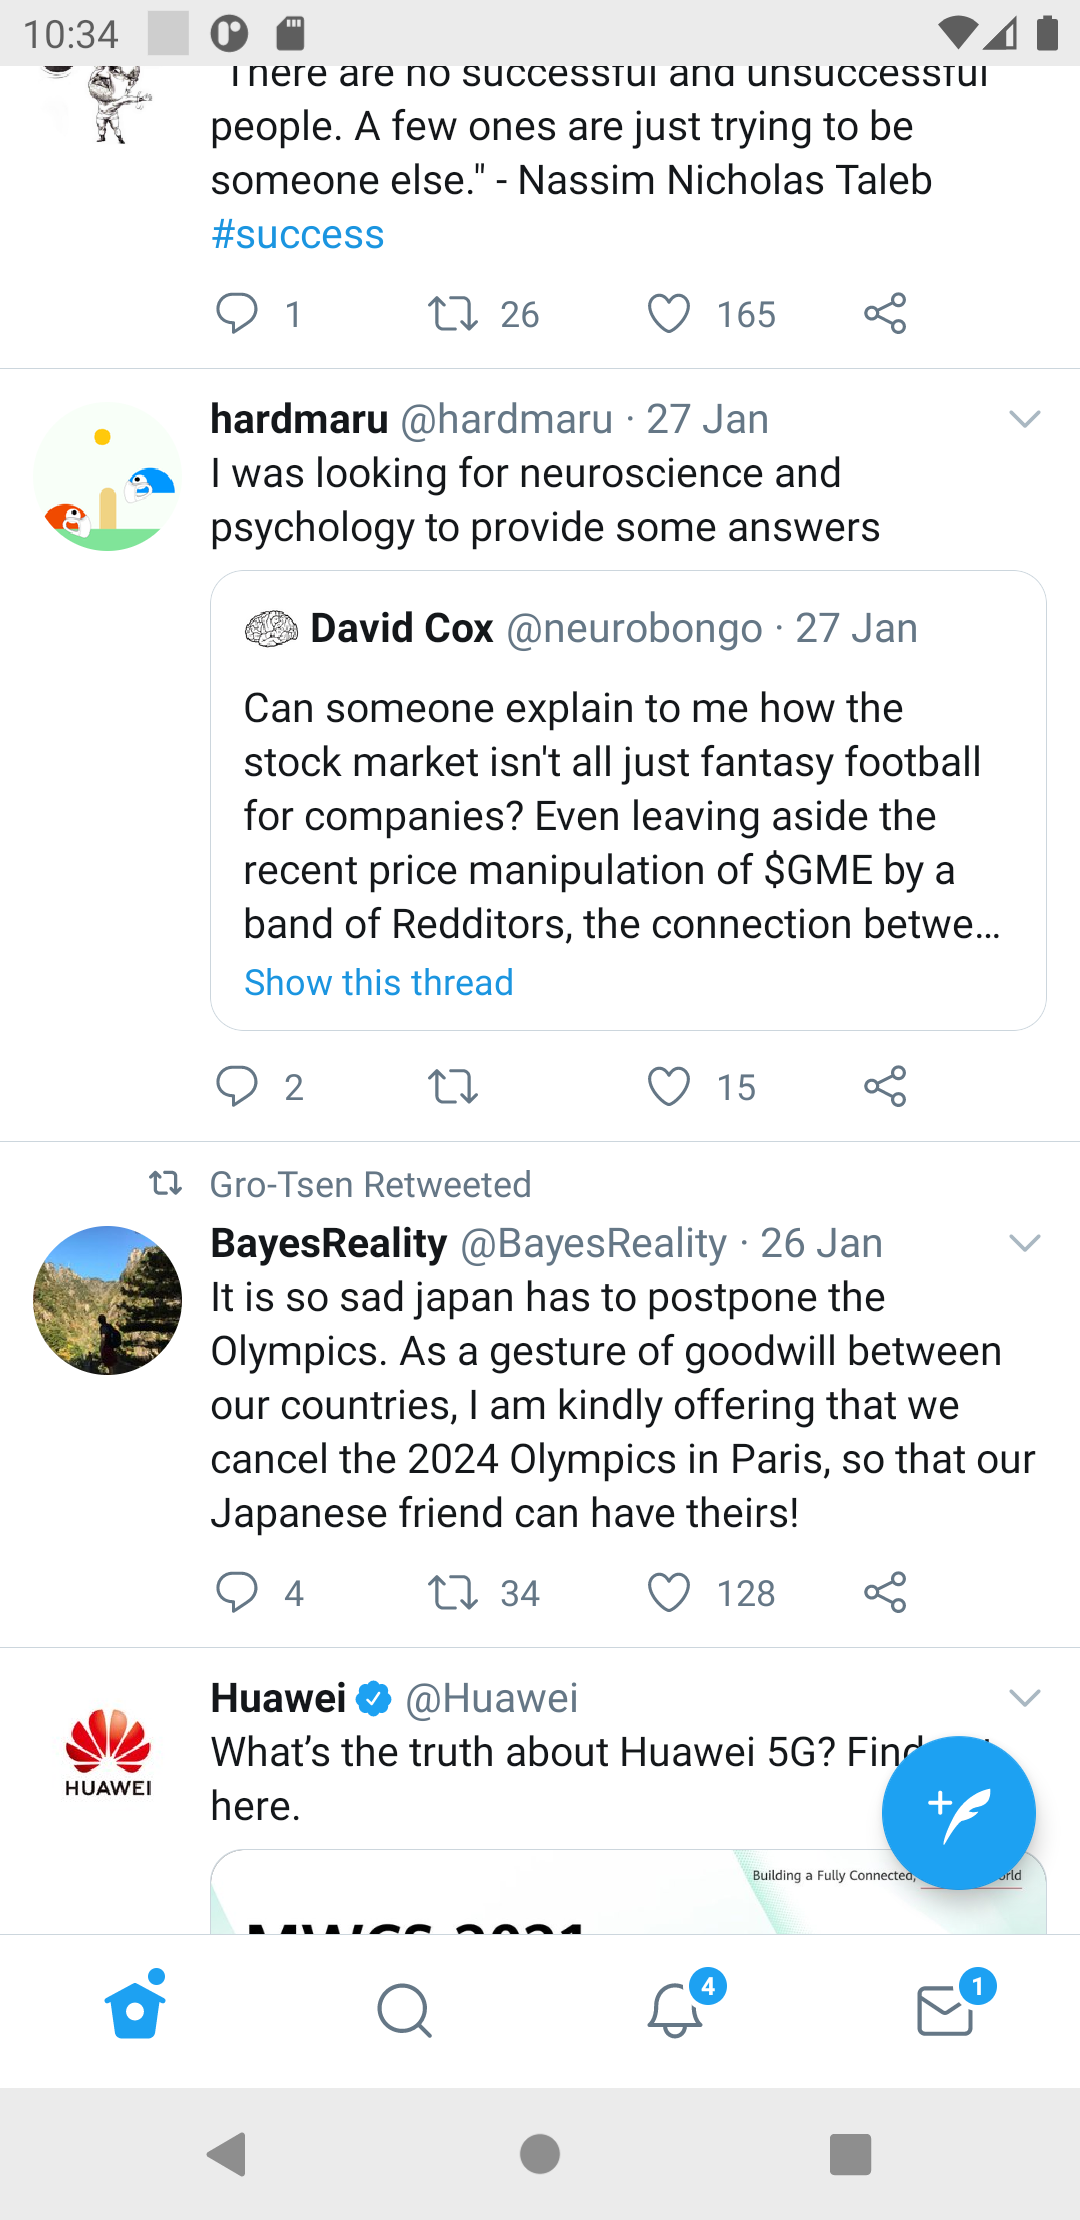 10:34
"There are no successful and unsuccessful
people. A few ones are just trying to be
someone else." - Nassim Nicholas Taleb
#success
1 26 165
hardmaru @hardmaru · 27 Jan
I was looking for neuroscience and
psychology to provide some answers
David Cox @neurobongo · 27 Jan
Can someone explain to me how the
stock market isn't all just fantasy football
for companies? Even leaving aside the
recent price manipulation of $GME by a
band of Redditors, the connection betwe...
Show this thread
2 15
Gro-Tsen Retweeted
BayesReality @BayesReality · 26 Jan
It is so sad japan has to postpone the
Olympics. As a gesture of goodwill between
our countries, I am kindly offering that we
cancel the 2024 Olympics in Paris, so that our
Japanese friend can have theirs!
4 34 128
Huawei @Huawei
What’s the truth about Huawei 5G? Find
here.
HUAWEI
Building a Fully Connected,
MWCS 2021
4
1